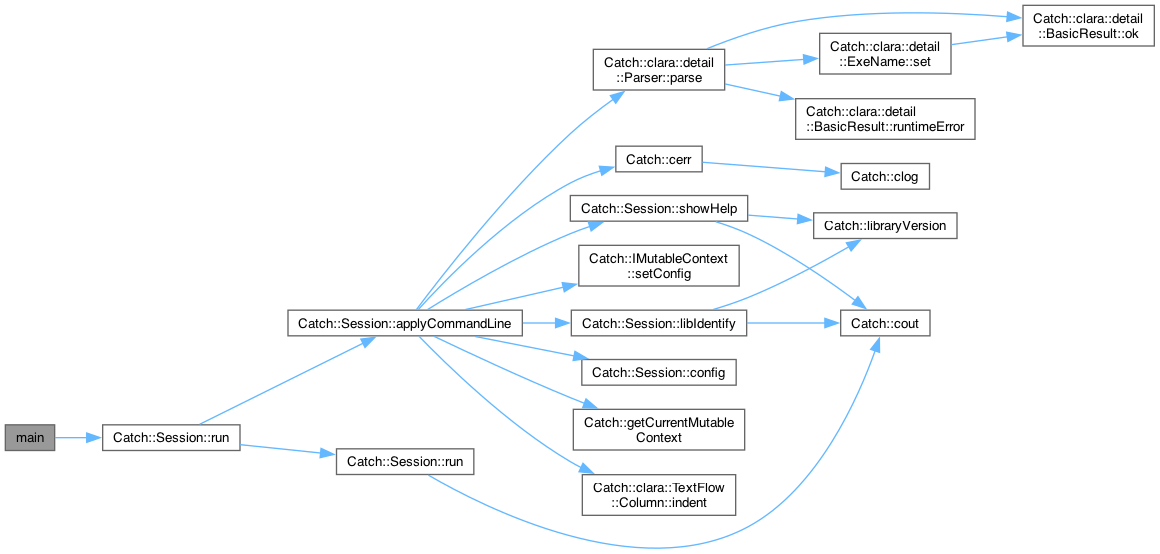 Catch::clara::detail
::BasicResult::ok
Catch::clara::detail
::ExeName::set
Catch::clara::detail
::Parser::parse
Catch::clara::detail
::BasicResult::runtimeError
Catch::cerr
Catch::clog
Catch::Session::showHelp
Catch::libraryVersion
Catch::IMutableContext
::setConfig
Catch::Session::applyCommandLine
Catch::Session::libIdentify
Catch::cout
Catch::Session::config
Catch::getCurrentMutable
Context
main
Catch::Session::run
Catch::Session::run
Catch::clara::TextFlow
::Column::indent